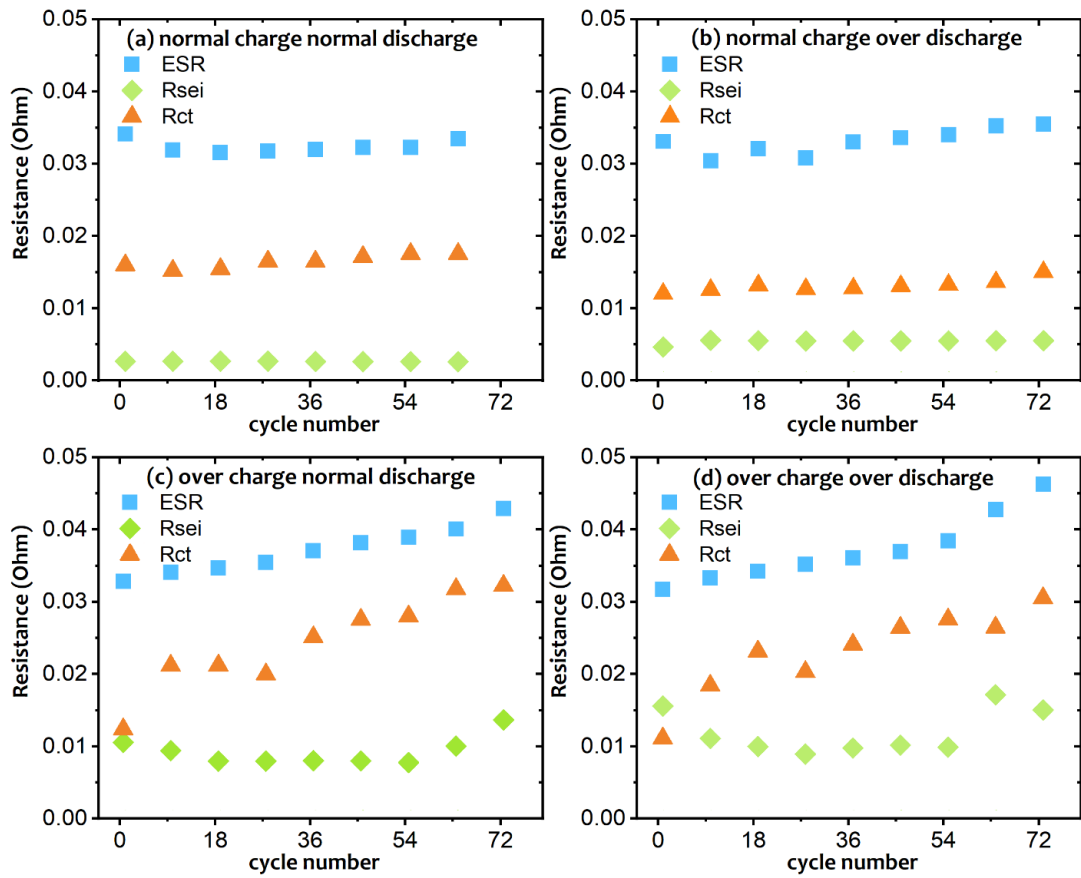 (a) normal charge normal discharge
ESR
Rsei
Rct
Resistance (Ohm)
0.05
0.04
0.03
0.02
0.01
0.00
0 18 36 54 72
cycle number
(b) normal charge over discharge
ESR
Rsei
Rct
Resistance (Ohm)
0.05
0.04
0.03
0.02
0.01
0.00
0 18 36 54 72
cycle number
(c) over charge normal discharge
ESR
Rsei
Rct
Resistance (Ohm)
0.05
0.04
0.03
0.02
0.01
0.00
0 18 36 54 72
cycle number
(d) over charge over discharge
ESR
Rsei
Rct
Resistance (Ohm)
0.05
0.04
0.03
0.02
0.01
0.00
0 18 36 54 72
cycle number